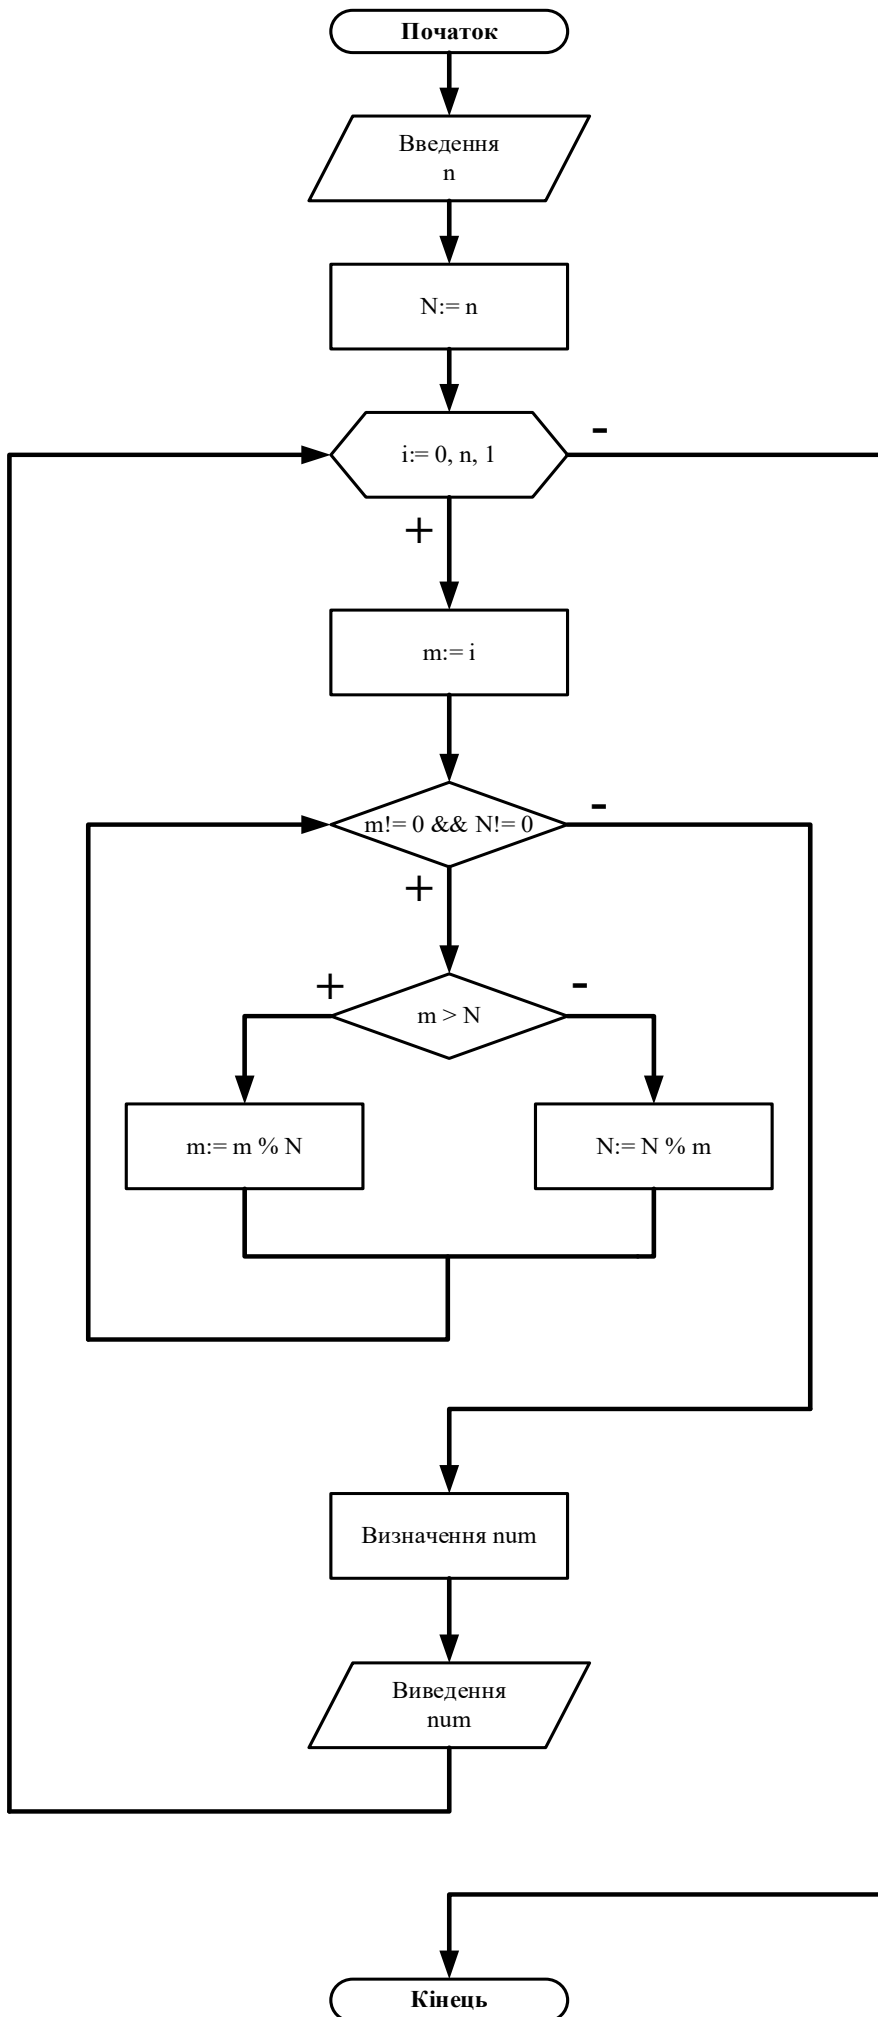 Початок
Введення
n
N:= n
-
i:= 0, n, 1
+
m:= i
-
m!= 0 && N!= 0
+
+
-
m > N
m:= m % N
N:= N % m
Визначення num
Виведення
num
Кінець